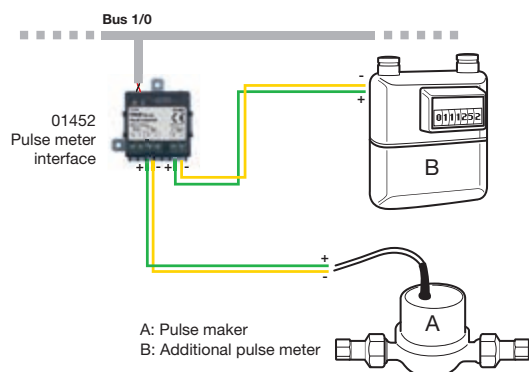 Bus 1/0
01452
Pulse meter
interface
-
+
+ - + -
0111252
B
+
-
A
A: Pulse maker
B: Additional pulse meter